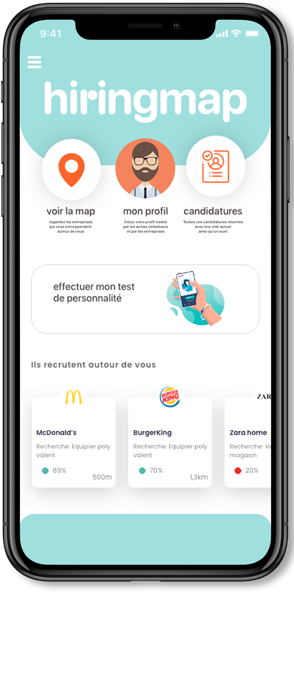 9:41
hiringmap
voir la map mon profil candidatures
regardez les entreprises Gérez votre profil visible Toutes vos candidatures récentes
qui vous correspondent par les autres utilisateurs avec leur état actuel
autour de vous et par les entreprises ainsi qu'un scan
effectuer mon test
de personnalité
Ils recrutent autour de vous
BURGER
KING
ZAR
McDonald's BurgerKing Zara home
Recherche: Equipier poly Recherche: Equipier poly Recherche: Ve
valent valent magasin
89% 70% 20%
500m 1,3km